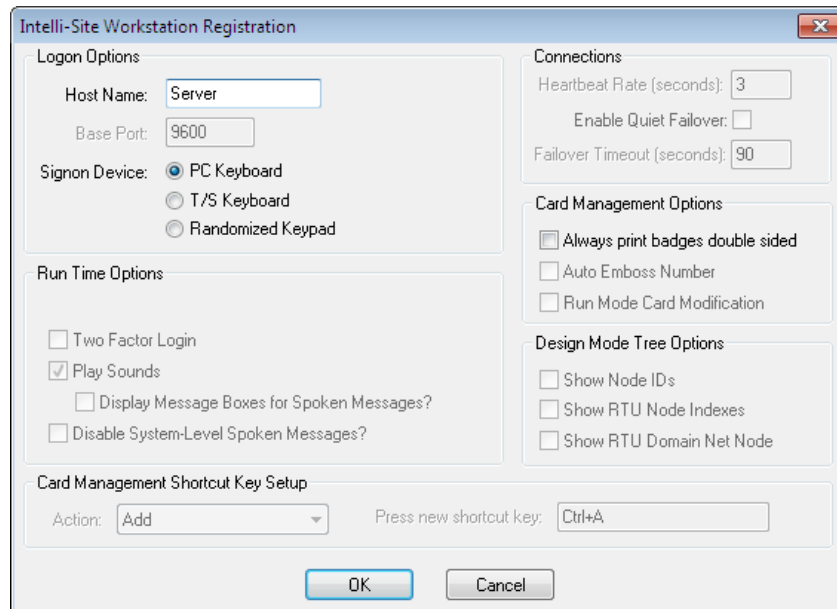 Intelli-Site Workstation Registration
Logon Options
Host Name: Server
Base Port: 9600
Signon Device: PC Keyboard
T/S Keyboard
Randomized Keypad
Connections
Heartbeat Rate (seconds): 3
Enable Quiet Failover:
Failover Timeout (seconds): 90
Card Management Options
Always print badges double sided
Auto Emboss Number
Run Mode Card Modification
Run Time Options
Two Factor Login
Play Sounds
Display Message Boxes for Spoken Messages?
Disable System-Level Spoken Messages?
Design Mode Tree Options
Show Node IDs
Show RTU Node Indexes
Show RTU Domain Net Node
Card Management Shortcut Key Setup
Action: Add Press new shortcut key: Ctrl+A
OK Cancel